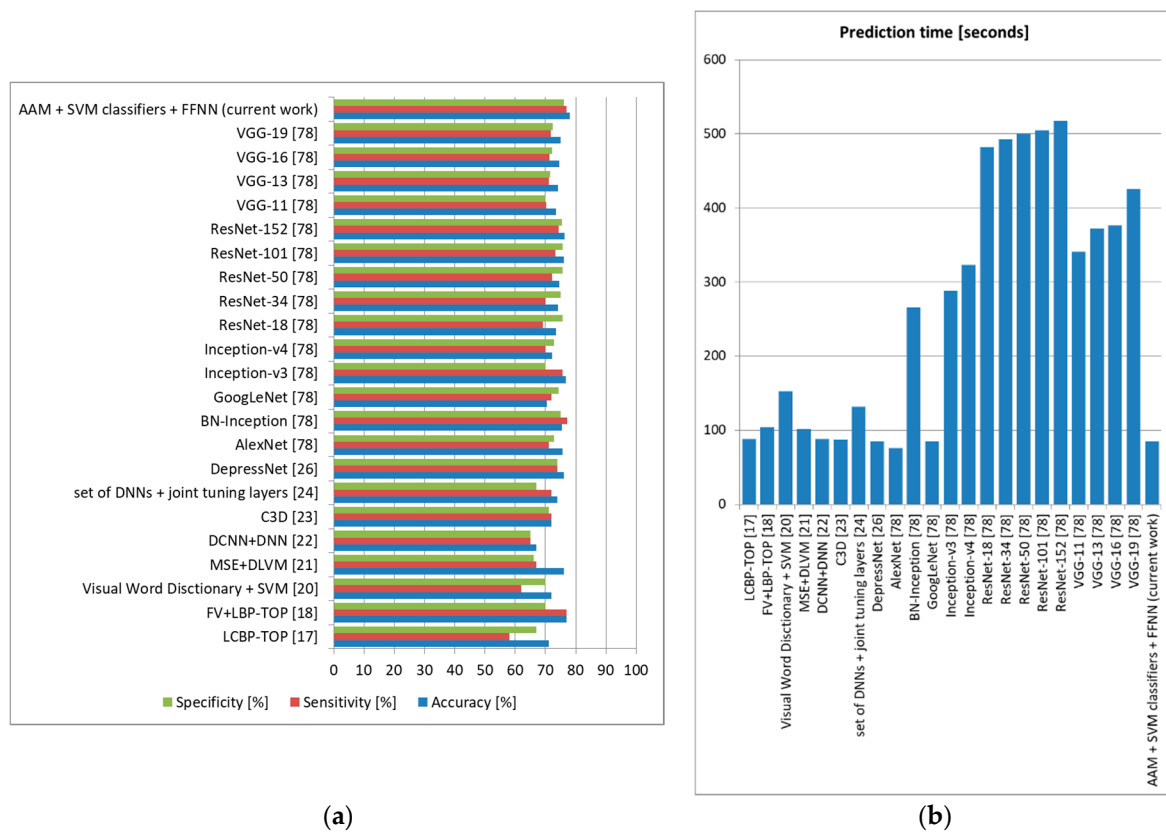 AAM + SVM classifiers + FFNN (current work)
VGG-19 [78]
VGG-16 [78]
VGG-13 [78]
VGG-11 [78]
ResNet-152 [78]
ResNet-101 [78]
ResNet-50 [78]
ResNet-34 [78]
ResNet-18 [78]
Inception-v4 [78]
Inception-v3 [78]
GoogLeNet [78]
BN-Inception [78]
AlexNet [78]
DepressNet [26]
set of DNNs + joint tuning layers [24]
C3D [23]
DCNN+DNN [22]
MSE+DLVM [21]
Visual Word Disctionary + SVM [20]
FV+LBP-TOP [18]
LCBP-TOP [17]
0 10 20 30 40 50 60 70 80 90 100
Specificity [%] Sensitivity [%] Accuracy [%]
(a)
Prediction time [seconds]
600
500
400
300
200
100
0
LCBP-TOP [17]
FV+LBP-TOP [18]
Visual Word Disctionary + SVM [20]
MSE+DLVM [21]
DCNN+DNN [22]
C3D [23]
set of DNNs + joint tuning layers [24]
DepressNet [26]
AlexNet [78]
BN-Inception [78]
GoogLeNet [78]
Inception-v3 [78]
Inception-v4 [78]
ResNet-18 [78]
ResNet-34 [78]
ResNet-50 [78]
ResNet-101 [78]
ResNet-152 [78]
VGG-11 [78]
VGG-13 [78]
VGG-16 [78]
VGG-19 [78]
AAM + SVM classifiers + FFNN (current work)
(b)